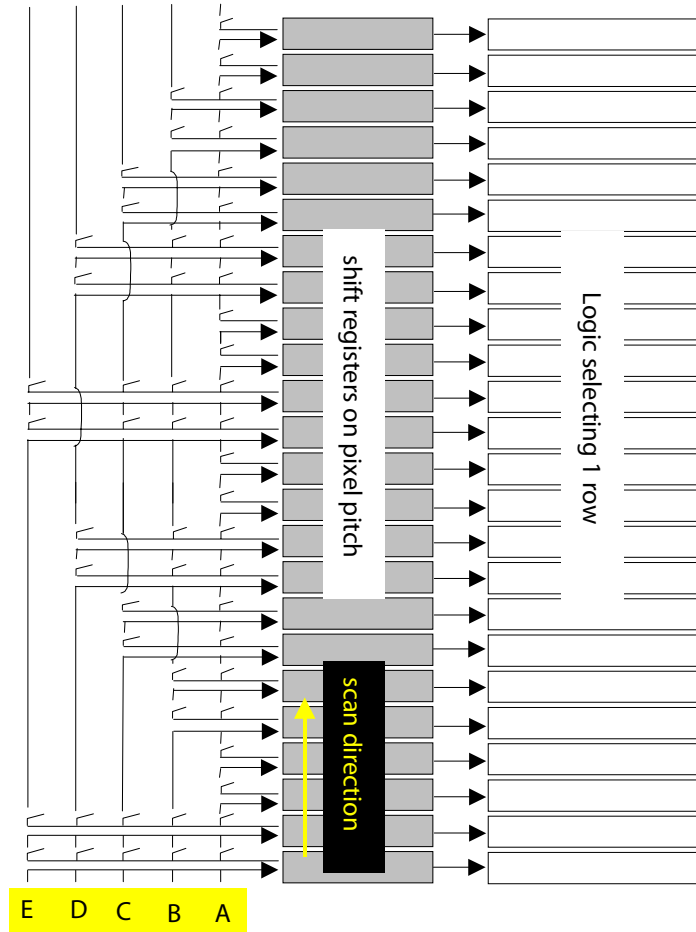 shift registers on pixel pitch
Logic selecting 1 row
scan direction
E D C B A